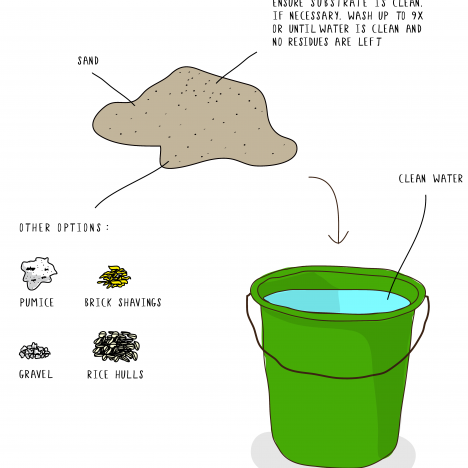 ENSURE SUBSTRATE IS CLEAN.
IF NECESSARY, WASH UP TO 9X
OR UNTIL WATER IS CLEAN AND
NO RESIDUES ARE LEFT
SAND
CLEAN WATER
OTHER OPTIONS:
PUMICE
BRICK SHAVINGS
GRAVEL
RICE HULLS